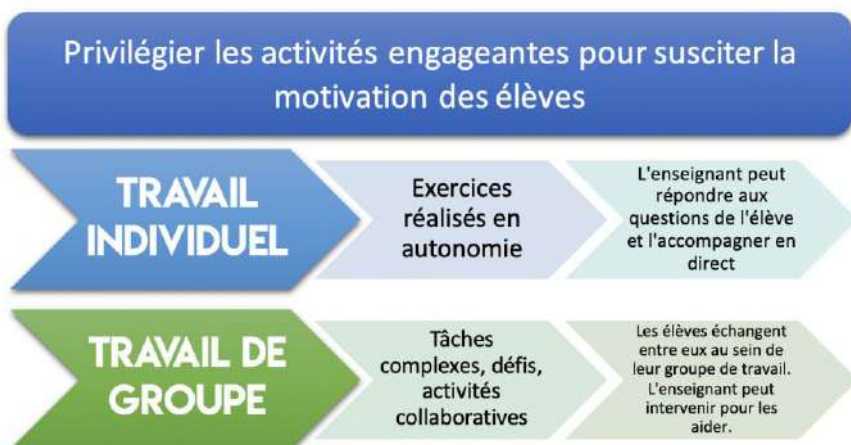 Privilégier les activités engageantes pour susciter la
motivation des élèves
TRAVAIL
INDIVIDUEL
Exercices
réalisés en
autonomie
L'enseignant peut
répondre aux
questions de l'élève
et l'accompagner en
direct
TRAVAIL DE
GROUPE
Tâches
complexes, défis,
activités
collaboratives
Les élèves échangent
entre eux au sein de
leur groupe de travail.
L'enseignant peut
intervenir pour les
aider.